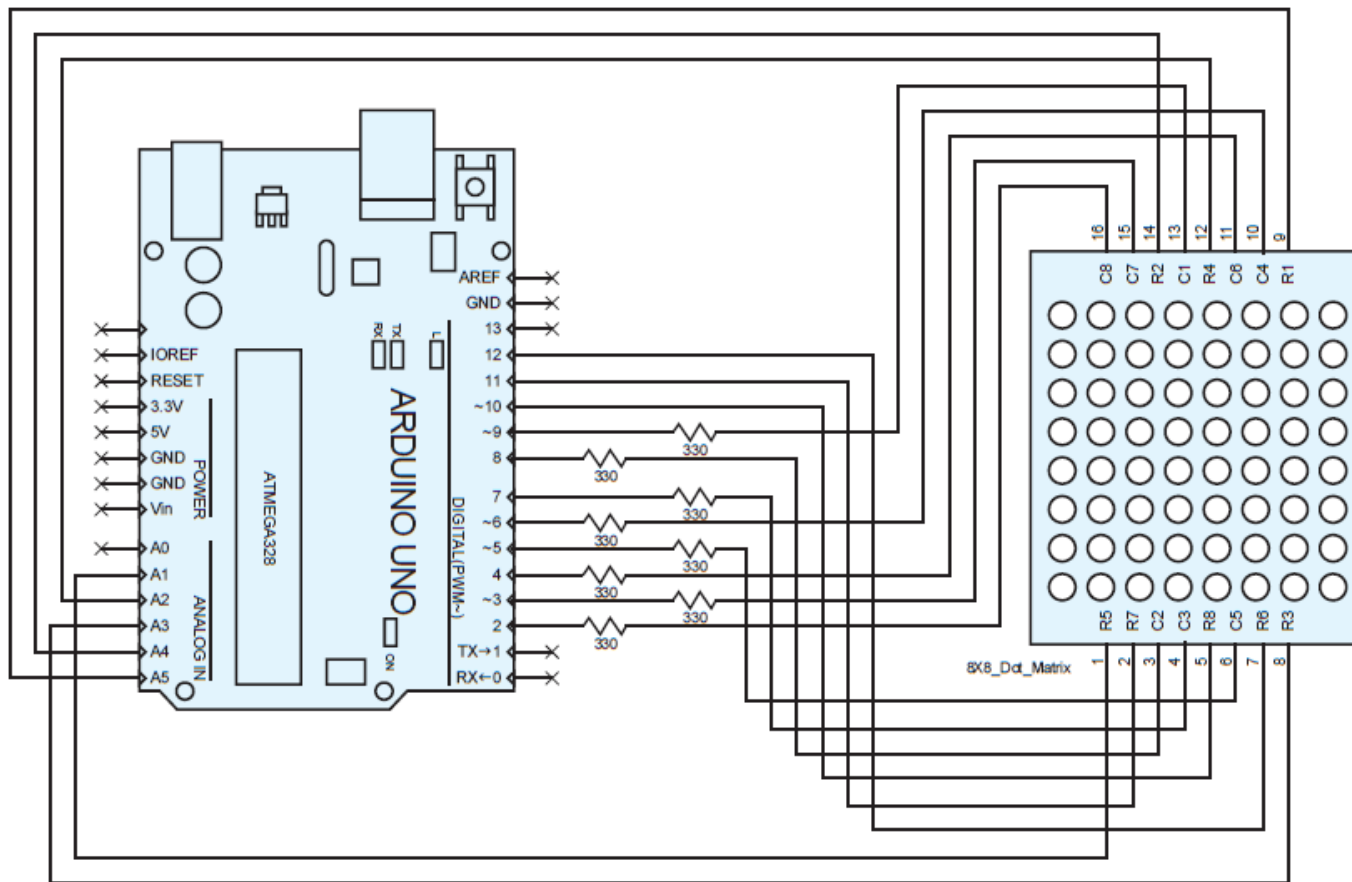 IOREF
RESET
3.3V
5V
GND
GND
Vin
POWER
A0
A1
A2
A3
A4
A5
ANALOG IN
ATMEGA328
RX
TX
L
ARDUINO UNO
ON
AREF
GND
13
12
11
~10
~9
8
7
~6
~5
4
~3
2
TX→1
RX←0
DIGITAL(PWM~)
330
330
330
330
330
330
330
330
16 15 14 13 12 11 10 9
C8 C7 R2 C1 R4 C6 C4 R1
R5 R7 C2 C3 R8 C5 R6 R3
1 2 3 4 5 6 7 8
8X8_Dot_Matrix